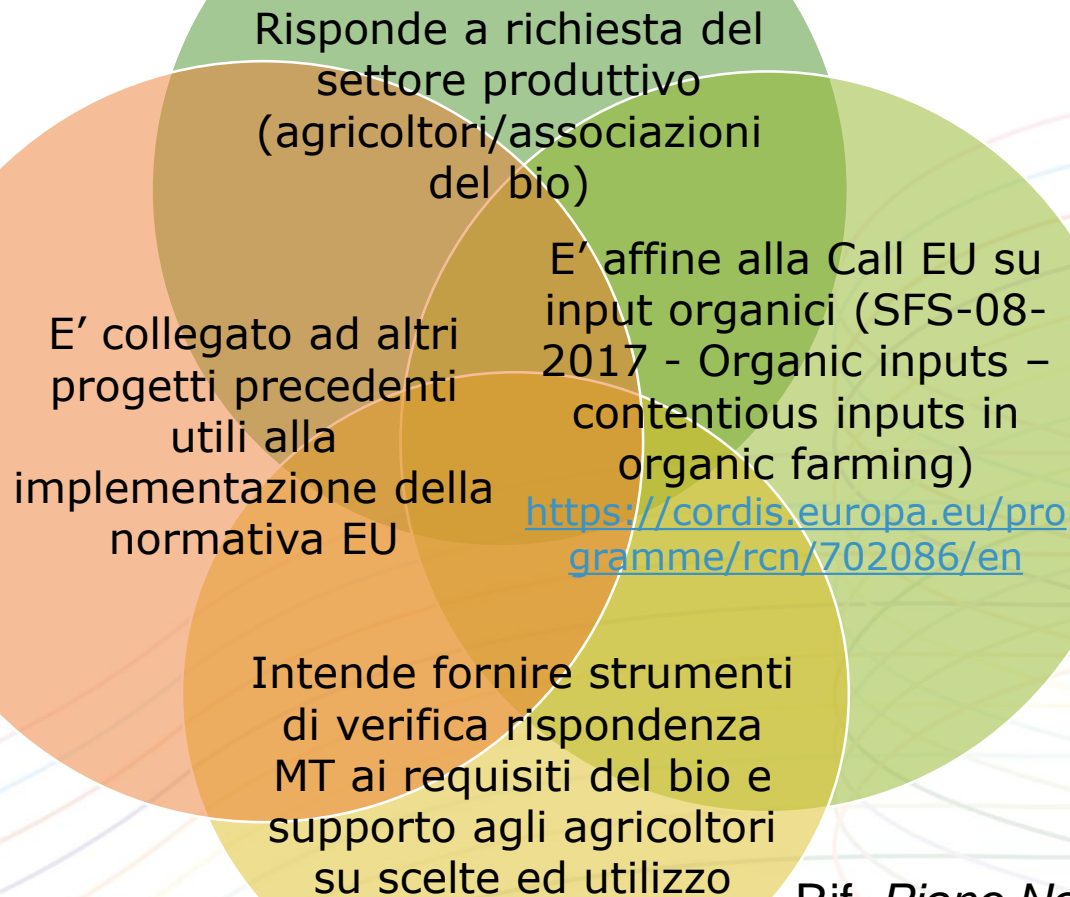 Risponde a richiesta del
settore produttivo
(agricoltori/associazioni
del bio)
E’ affine alla Call EU su
input organici (SFS-08-
2017 - Organic inputs –
contentious inputs in
organic farming)
https://cordis.europa.eu/pro
gramme/rcn/702086/en
E’ collegato ad altri
progetti precedenti
utili alla
implementazione della
normativa EU
Intende fornire strumenti
di verifica rispondenza
MT ai requisiti del bio e
supporto agli agricoltori
su scelte ed utilizzo
Rif. Piano No